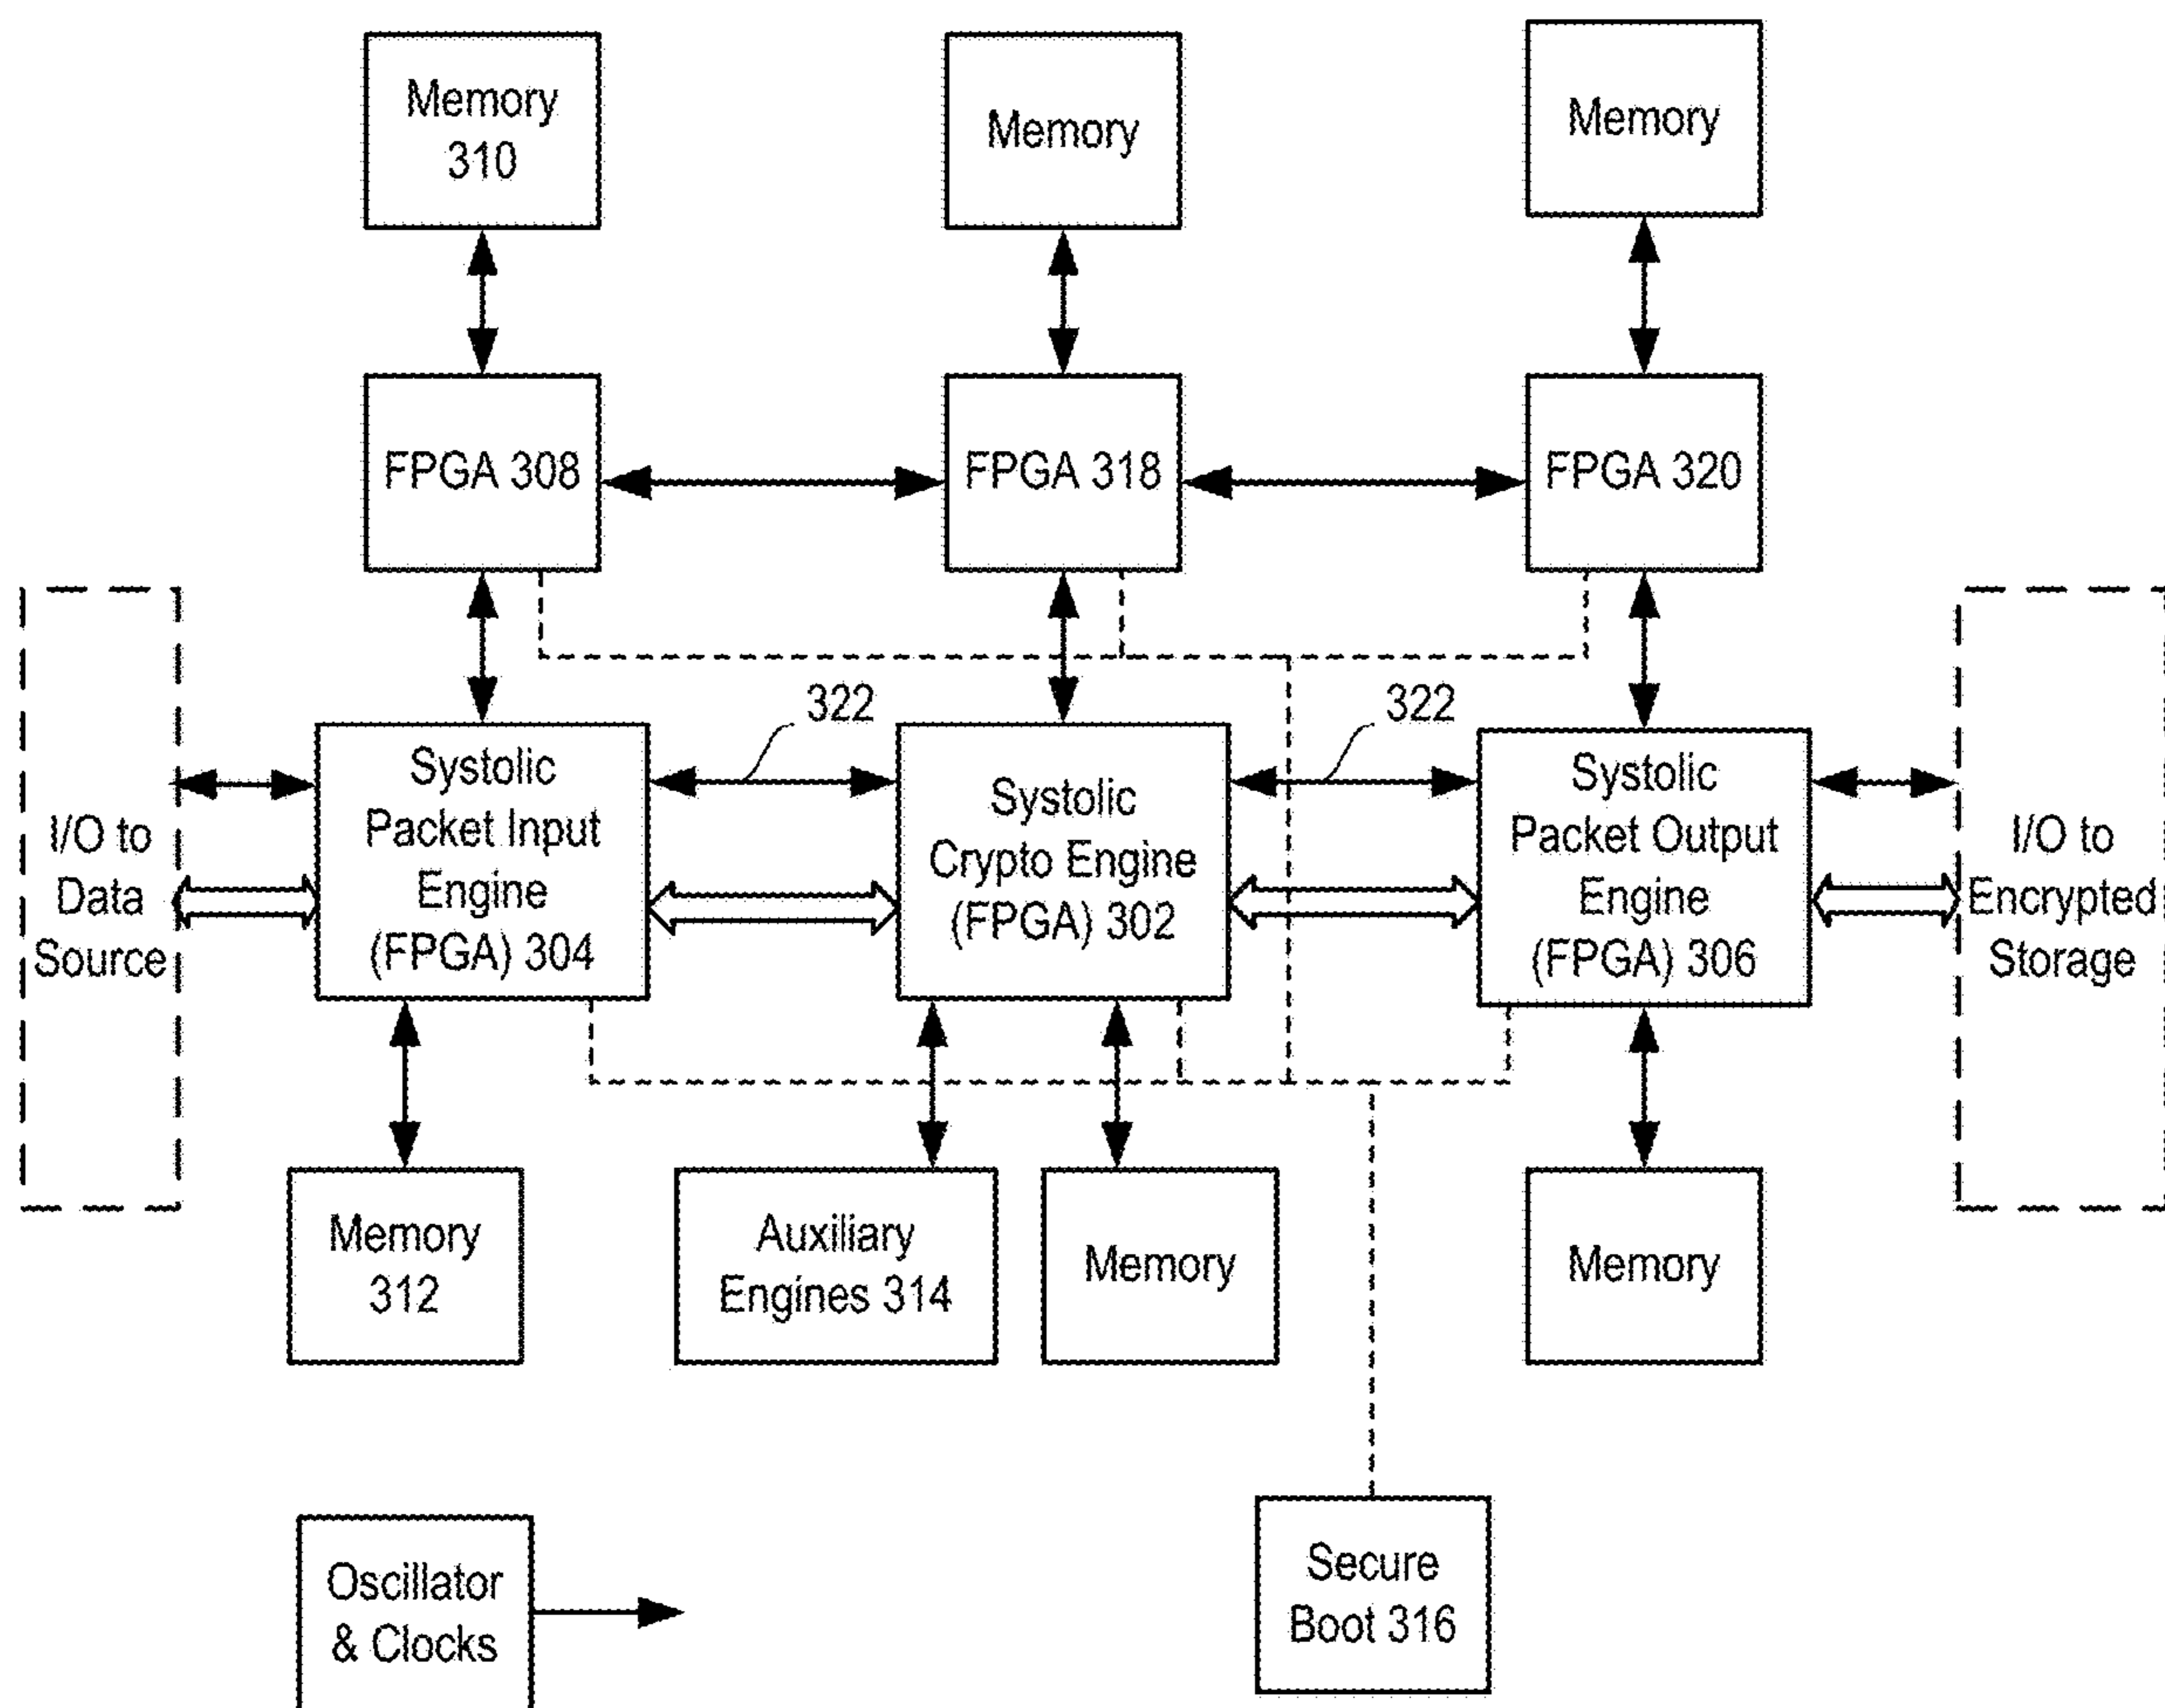 Memory
310
Memory
Memory
FPGA 308
FPGA 318
FPGA 320
322
322
I/O to
Data
Source
Systolic
Packet Input
Engine
(FPGA) 304
Systolic
Crypto Engine
(FPGA) 302
Systolic
Packet Output
Engine
(FPGA) 306
I/O to
Encrypted
Storage
Memory
312
Auxiliary
Engines 314
Memory
Memory
Oscillator
& Clocks
Secure
Boot 316